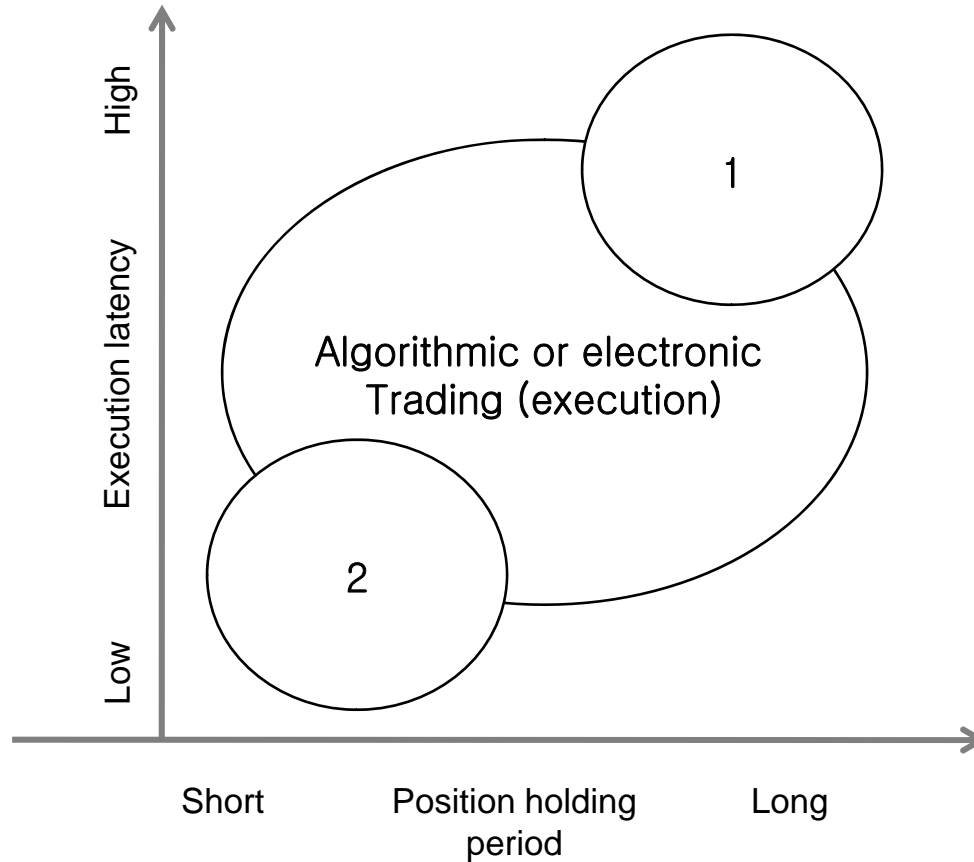 High
1
Execution latency
Algorithmic or electronic
Trading (execution)
2
Low
Short
Position holding
period
Long